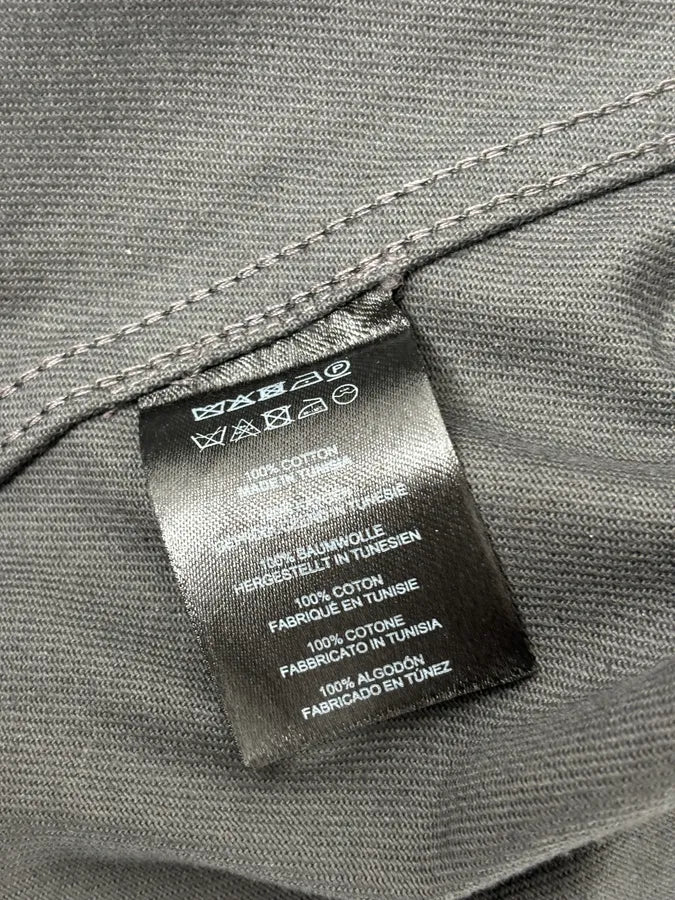 P
100% COTTON
MADE IN TUNISIA
TUNESIË
100% BAUMWOLLE
HERGESTELLT IN TUNESIEN
100% COTON
FABRIQUÉ EN TUNISIE
100% COTONE
FABBRICATO IN TUNISIA
100% ALGODÓN
FABRICADO EN TÚNEZ